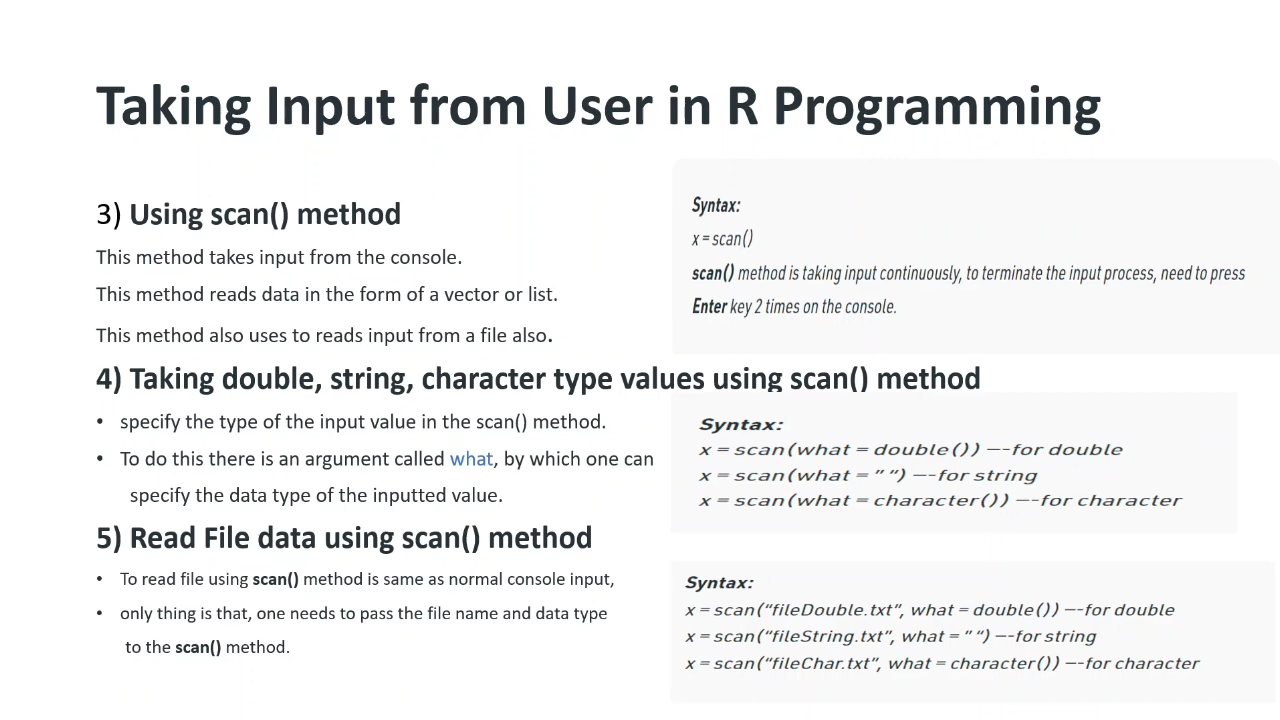 Taking Input from User in R Programming
3) Using scan() method
This method takes input from the console.
This method reads data in the form of a vector or list.
This method also uses to reads input from a file also.
Syntax:
x = scan()
scan() method is taking input continuously, to terminate the input process, need to press
Enter key 2 times on the console.
4) Taking double, string, character type values using scan() method
• specify the type of the input value in the scan() method.
• To do this there is an argument called what, by which one can
specify the data type of the inputted value.
Syntax:
x = scan(what = double()) —-for double
x = scan(what = ” ”) —-for string
x = scan(what = character()) —-for character
5) Read File data using scan() method
• To read file using scan() method is same as normal console input,
• only thing is that, one needs to pass the file name and data type
to the scan() method.
Syntax:
x = scan(“fileDouble.txt”, what = double()) —-for double
x = scan(“fileString.txt”, what = ” ”) —-for string
x = scan(“fileChar.txt”, what = character()) —-for character